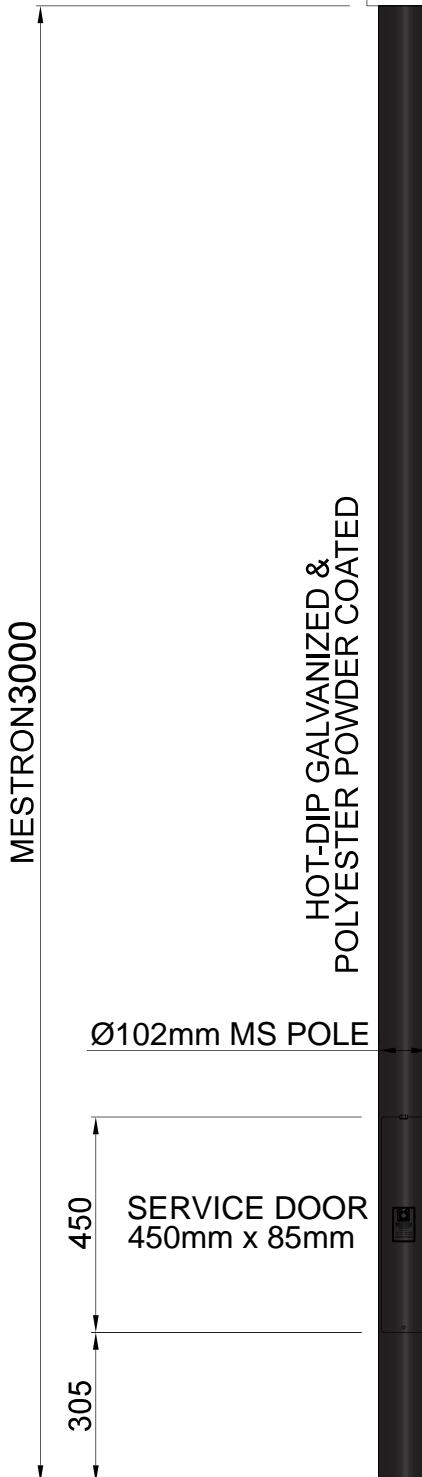 MESTRON3000
HOT-DIP GALVANIZED &
POLYESTER POWDER COATED
Ø102mm MS POLE
450
SERVICE DOOR
450mm x 85mm
305